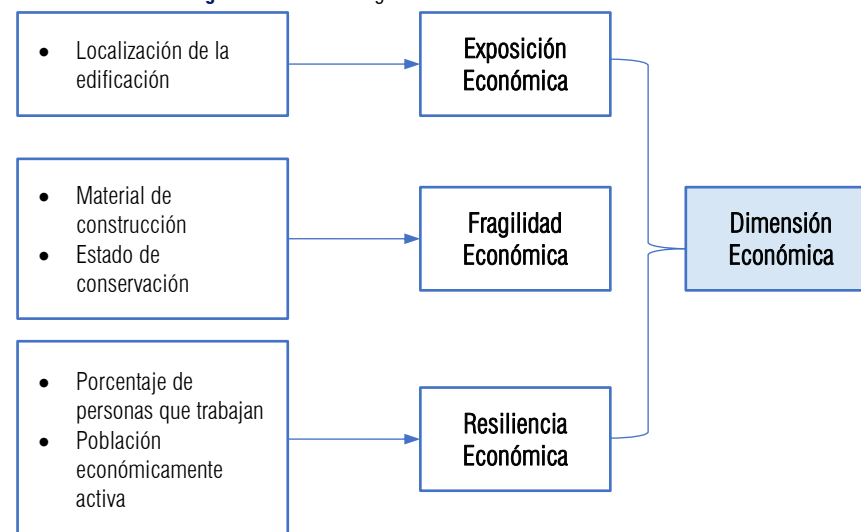 • Localización de la
edificación
Exposición
Económica
• Material de
construcción
• Estado de
conservación
Fragilidad
Económica
Dimensión
Económica
• Porcentaje de
personas que trabajan
• Población
económicamente
activa
Resiliencia
Económica